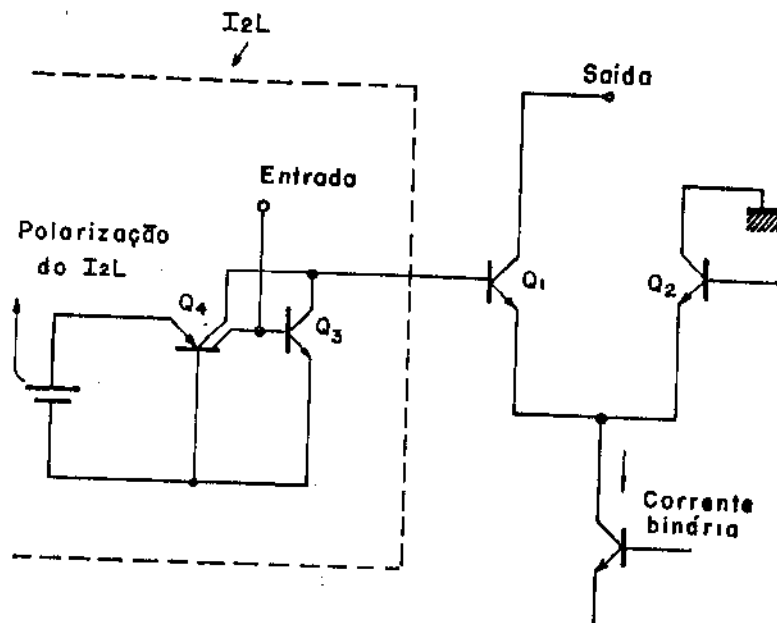 I2L
Saída
Entrada
Polarização
do I2L
Q4
Q3
Q1
Q2
Corrente
binária